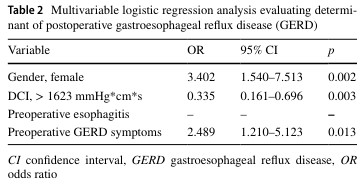 Table 2 Multivariable logistic regression analysis evaluating determi-
nant of postoperative gastroesophageal reflux disease (GERD)
Variable OR 95% CI p
Gender, female 3.402 1.540–7.513 0.002
DCI, > 1623 mmHg*cm*s 0.335 0.161–0.696 0.003
Preoperative esophagitis – – –
Preoperative GERD symptoms 2.489 1.210–5.123 0.013
CI confidence interval, GERD gastroesophageal reflux disease, OR
odds ratio